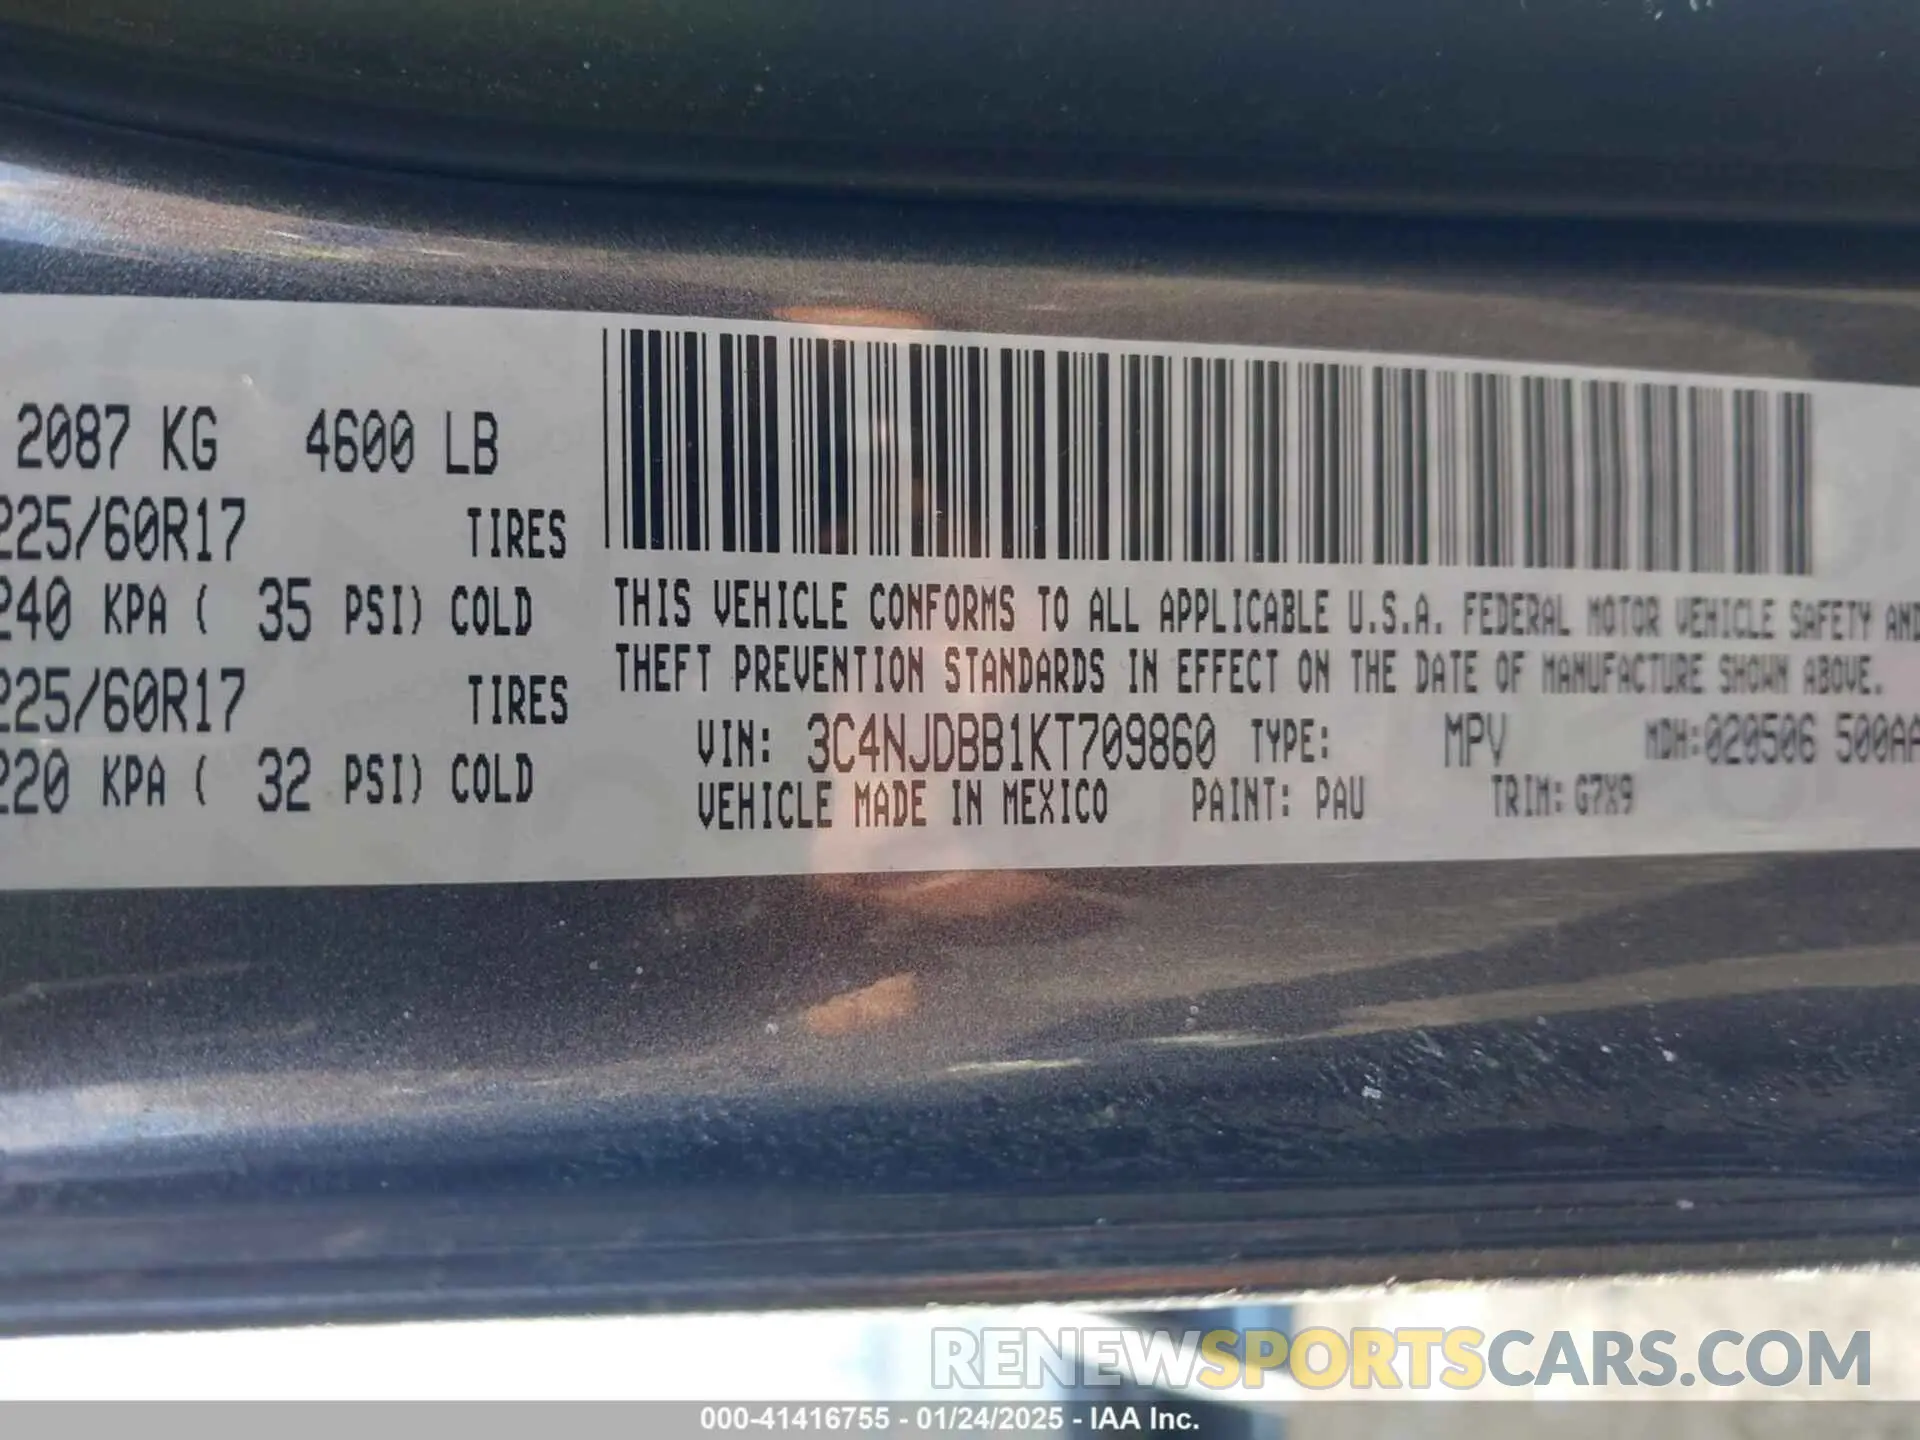 2087 KG 4600 LB
225/60R17 TIRES
240 KPA ( 35 PSI) COLD
225/60R17 TIRES
220 KPA ( 32 PSI) COLD
THIS VEHICLE CONFORMS TO ALL APPLICABLE U.S.A. FEDERAL MOTOR VEHICLE SAFETY AND
THEFT PREVENTION STANDARDS IN EFFECT ON THE DATE OF MANUFACTURE SHOWN ABOVE.
VIN: 3C4NJDBB1KT709860 TYPE: MPV MDH:020506 500AA
VEHICLE MADE IN MEXICO PAINT: PAU TRIM: G7X9
RENEWSPORTSCARS.COM
000-41416755 - 01/24/2025 - IAA Inc.